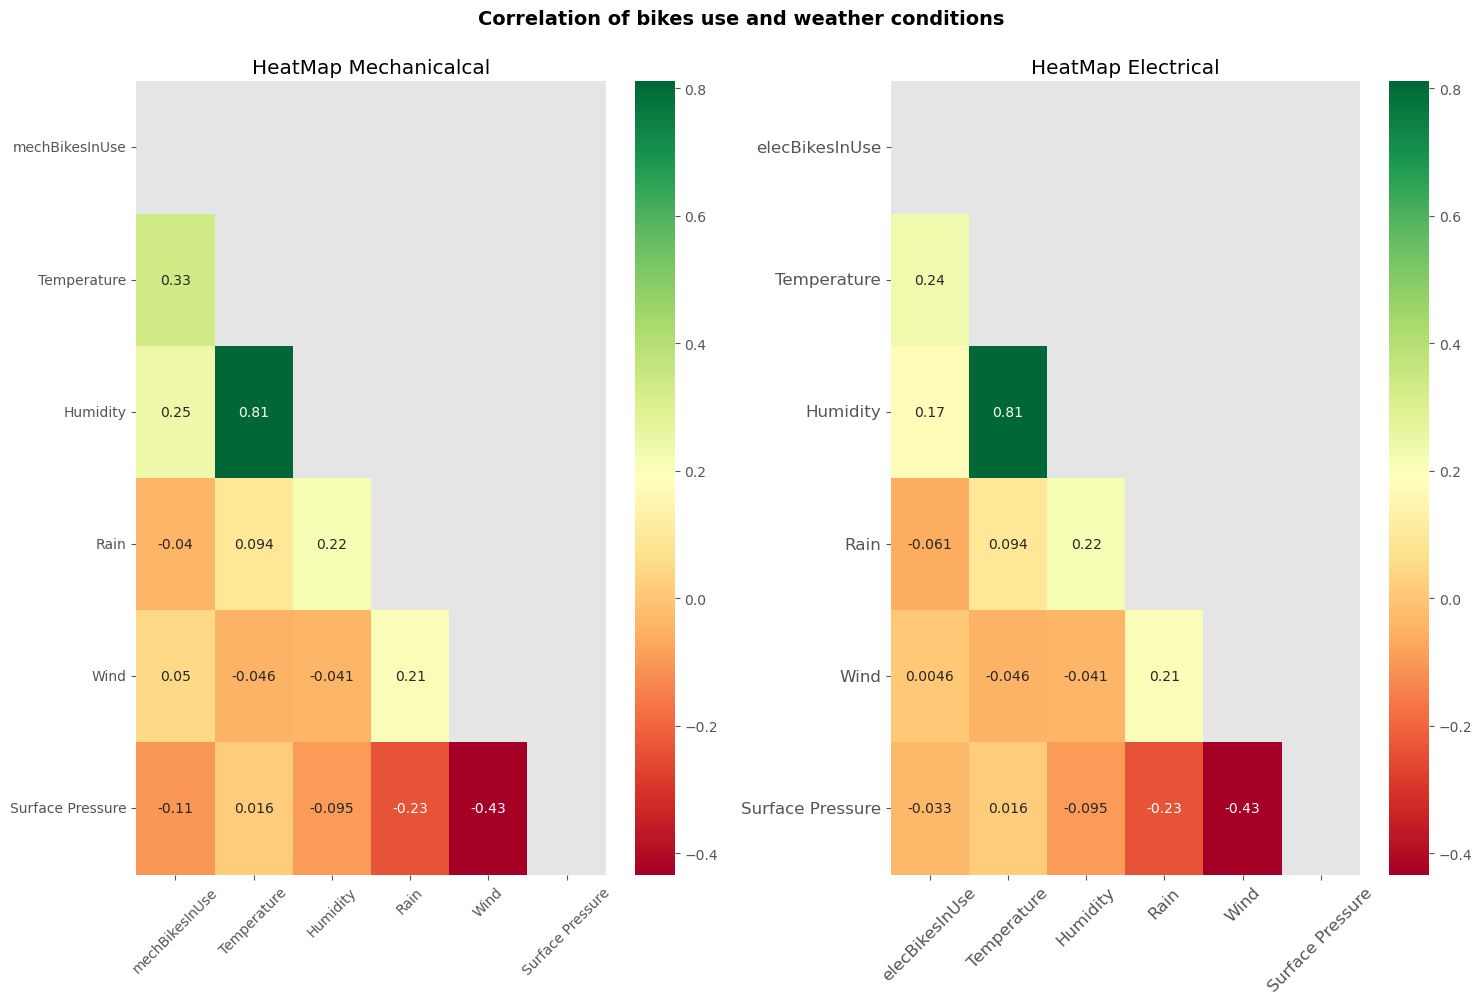 Correlation of bikes use and weather conditions
HeatMap Mechanicalcal
mechBikesInUse
Temperature
0.33
Humidity
0.25 0.81
Rain
-0.04 0.094 0.22
Wind
0.05 -0.046 -0.041 0.21
Surface Pressure
-0.11 0.016 -0.095 -0.23 -0.43
mechBikesInUse
Temperature
Humidity
Rain
Wind
Surface Pressure
0.8
0.6
0.4
0.2
0.0
−0.2
−0.4
HeatMap Electrical
elecBikesInUse
Temperature
0.24
Humidity
0.17 0.81
Rain
-0.061 0.094 0.22
Wind
0.0046 -0.046 -0.041 0.21
Surface Pressure
-0.033 0.016 -0.095 -0.23 -0.43
elecBikesInUse
Temperature
Humidity
Rain
Wind
Surface Pressure
0.8
0.6
0.4
0.2
0.0
−0.2
−0.4